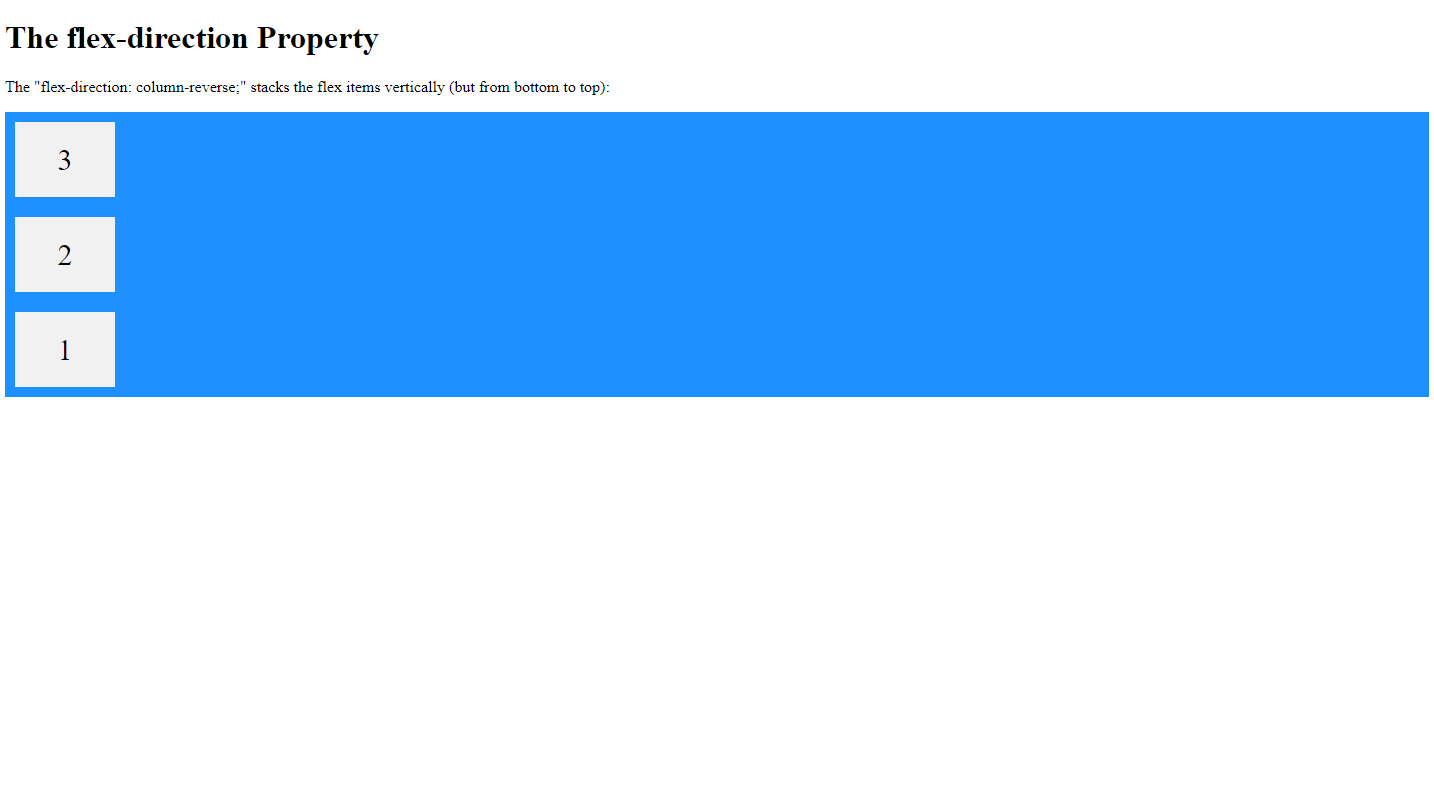 The flex-direction Property
The "flex-direction: column-reverse;" stacks the flex items vertically (but from bottom to top):
3
2
1